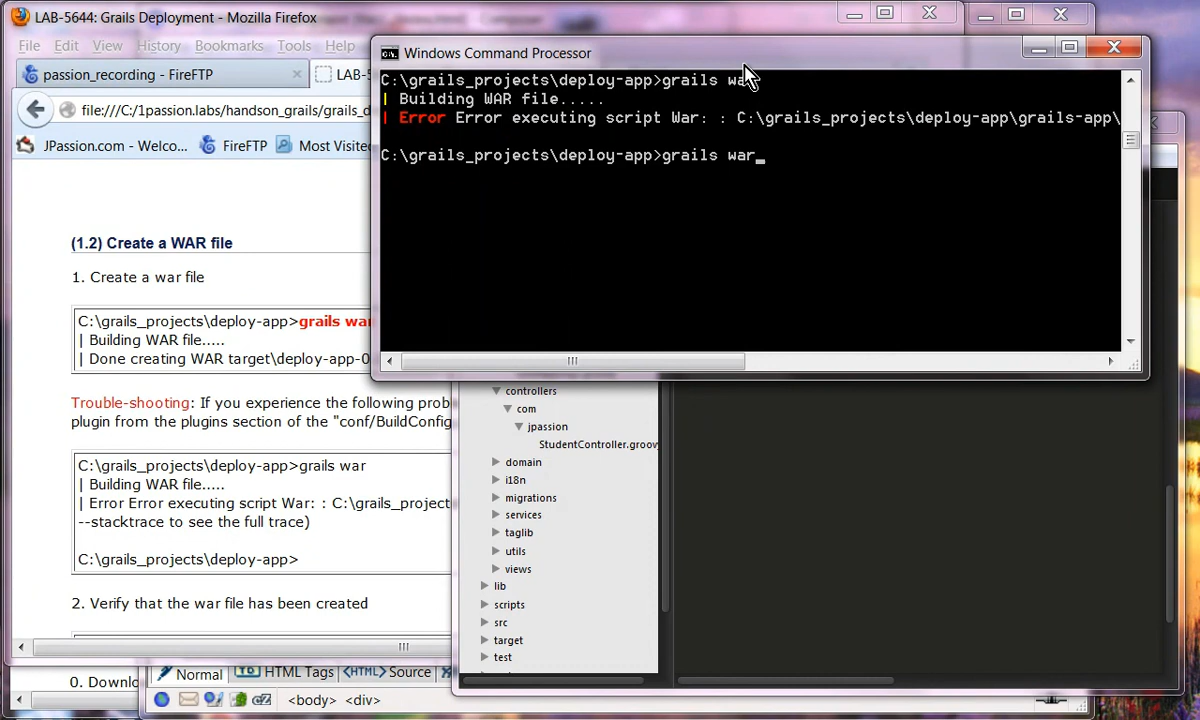 LAB-5644: Grails Deployment - Mozilla Firefox
File Edit View History Bookmarks Tools Help
passion_recording - FireFTP
LAB-5
file:///C:/1passion.labs/handson_grails/grails_d
JPassion.com - Welco...
FireFTP
Most Visited
(1.2) Create a WAR file
1. Create a war file
C:\grails_projects\deploy-app>grails war
| Building WAR file.....
| Done creating WAR target\deploy-app-0
Trouble-shooting: If you experience the following prob
plugin from the plugins section of the "conf/BuildConfig
C:\grails_projects\deploy-app>grails war
| Building WAR file.....
| Error Error executing script War: : C:\grails_project
--stacktrace to see the full trace)
C:\grails_projects\deploy-app>
2. Verify that the war file has been created
0. Downlo
Windows Command Processor
C:\grails_projects\deploy-app>grails war
| Building WAR file.....
| Error Error executing script War: : C:\grails_projects\deploy-app\grails-app\
C:\grails_projects\deploy-app>grails war_
controllers
com
jpassion
StudentController.groovy
domain
i18n
migrations
services
taglib
utils
views
lib
scripts
src
target
test
Normal
HTML Tags
<HTML> Source
<body> <div>